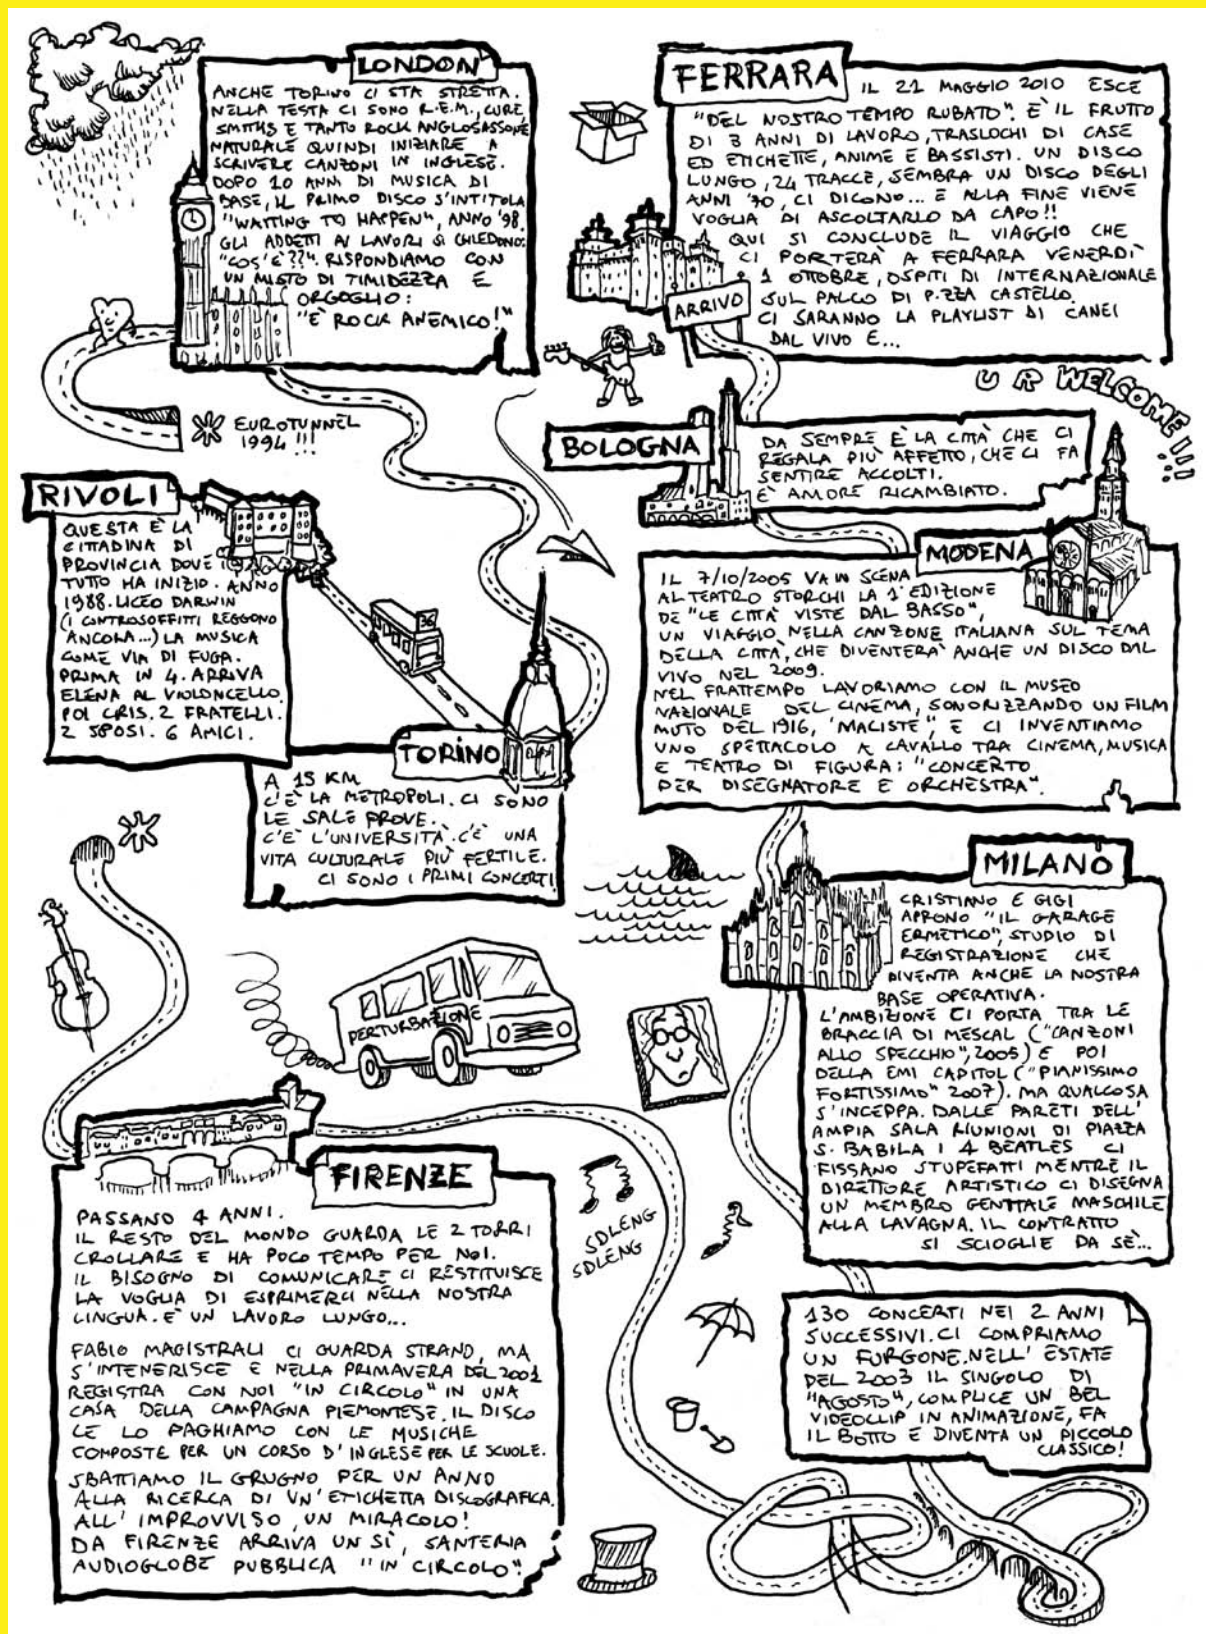 RIVOLI
QUESTA È LA
CITTADINA DI
PROVINCIA DOVE
TUTTO HA INIZIO. ANNO
1988. LICEO DARWIN
(I CONTROSOFFITTI REGGONO
ANCORA...) LA MUSICA
COME VIA DI FUGA.
PRIMA IN 4. ARRIVA
ELENA AL VIOLONCELLO.
POI CRIS. 2 FRATELLI.
2 SPOSI. 6 AMICI.
36
TORINO
A 15 KM
C'È LA METROPOLI. CI SONO
LE SALE PROVE.
C'È L'UNIVERSITÀ. C'È UNA
VITA CULTURALE PIÙ FERTILE.
CI SONO I PRIMI CONCERTI
LONDON
ANCHE TORINO CI STA STRETTA.
NELLA TESTA CI SONO R.E.M., CURE,
SMITHS E TANTO ROCK ANGLOSASSONE
NATURALE QUINDI INIZIARE A
SCRIVERE CANZONI IN INGLESE.
DOPO 10 ANNI DI MUSICA DI
BASE, IL PRIMO DISCO S'INTITOLA
"WAITING TO HAPPEN", ANNO '98.
GLI ADDETTI AI LAVORI SI CHIEDONO:
"COS'È??". RISPONDIAMO CON
UN MISTO DI TIMIDEZZA E
ORGOGLIO:
"È ROCK ANEMICO!"
EUROTUNNEL
1994!!!
PERTURBAZIONE
FIRENZE
PASSANO 4 ANNI.
IL RESTO DEL MONDO GUARDA LE 2 TORRI
CROLLARE E HA POCO TEMPO PER NOI.
IL BISOGNO DI COMUNICARE CI RESTITUISCE
LA VOGLIA DI ESPRIMERCI NELLA NOSTRA
LINGUA. È UN LAVORO LUNGO...
FABIO MAGISTRALI CI GUARDA STRANO, MA
S'INTENERISCE E NELLA PRIMAVERA DEL 2001
REGISTRA CON NOI "IN CIRCOLO" IN UNA
CASA DELLA CAMPAGNA PIEMONTESE. IL DISCO
CE LO PAGHIAMO CON LE MUSICHE
COMPOSTE PER UN CORSO D'INGLESE PER LE SCUOLE.
SBATTIAMO IL GRUGNO PER UN ANNO
ALLA RICERCA DI UN'ETICHETTA DISCOGRAFICA.
ALL'IMPROVVISO, UN MIRACOLO!
DA FIRENZE ARRIVA UN SÌ, SANTERIA
AUDIOGLOBE PUBBLICA "IN CIRCOLO".
SDLENG
SDLENG
130 CONCERTI NEI 2 ANNI
SUCCESSIVI. CI COMPRIAMO
UN FURGONE. NELL'ESTATE
DEL 2003 IL SINGOLO DI
"AGOSTO", COMPLICE UN BEL
VIDEOCLIP IN ANIMAZIONE, FA
IL BOTTO E DIVENTA UN PICCOLO
CLASSICO!
MILANO
CRISTIANO E GIGI
APRONO "IL GARAGE
ERMETICO", STUDIO DI
REGISTRAZIONE CHE
DIVENTA ANCHE LA NOSTRA
BASE OPERATIVA.
L'AMBIZIONE CI PORTA TRA LE
BRACCIA DI MESCAL ("CANZONI
ALLO SPECCHIO", 2005) E POI
DELLA EMI CAPITOL ("PIANISSIMO
FORTISSIMO" 2007). MA QUALCOSA
S'INCEPPA. DALLE PARETI DELL'
AMPIA SALA RIUNIONI DI PIAZZA
S. BABILA I 4 BEATLES CI
FISSANO STUPEFATTI MENTRE IL
DIRETTORE ARTISTICO CI DISEGNA
UN MEMBRO GENITALE MASCHILE
ALLA LAVAGNA. IL CONTRATTO
SI SCIOGLIE DA SÈ...
MODENA
IL 7/10/2005 VA IN SCENA
AL TEATRO STORCHI LA 1ª EDIZIONE
DE "LE CITTÀ VISTE DAL BASSO",
UN VIAGGIO NELLA CANZONE ITALIANA SUL TEMA
DELLA CITTÀ, CHE DIVENTERÀ ANCHE UN DISCO DAL
VIVO NEL 2009.
NEL FRATTEMPO LAVORIAMO CON IL MUSEO
NAZIONALE DEL CINEMA, SONORIZZANDO UN FILM
MUTO DEL 1916, "MACISTE", E CI INVENTIAMO
UNO SPETTACOLO A CAVALLO TRA CINEMA, MUSICA
E TEATRO DI FIGURA: "CONCERTO
PER DISEGNATORE E ORCHESTRA".
BOLOGNA
DA SEMPRE È LA CITTÀ CHE CI
REGALA PIÙ AFFETTO, CHE CI FA
SENTIRE ACCOLTI.
È AMORE RICAMBIATO.
U R WELCOME!!!
FERRARA
IL 21 MAGGIO 2010 ESCE
"DEL NOSTRO TEMPO RUBATO". È IL FRUTTO
DI 3 ANNI DI LAVORO, TRASLOCHI DI CASE
ED ETICHETTE, ANIME E BASSISTI. UN DISCO
LUNGO, 24 TRACCE, SEMBRA UN DISCO DEGLI
ANNI '70, CI DICONO... E ALLA FINE VIENE
VOGLIA DI ASCOLTARLO DA CAPO!!
QUI SI CONCLUDE IL VIAGGIO CHE
CI PORTERÀ A FERRARA VENERDÌ
1 OTTOBRE, OSPITI DI INTERNAZIONALE
SUL PALCO DI P.ZZA CASTELLO.
CI SARANNO LA PLAYLIST DI CANEI
DAL VIVO E...
ARRIVO